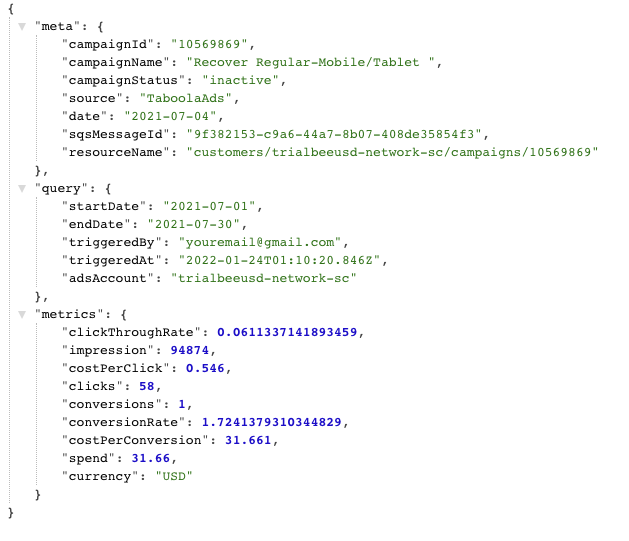 {
"meta": {
"campaignId": "10569869",
"campaignName": "Recover Regular-Mobile/Tablet ",
"campaignStatus": "inactive",
"source": "TaboolaAds",
"date": "2021-07-04",
"sqsMessageId": "9f382153-c9a6-44a7-8b07-408de35854f3",
"resourceName": "customers/trialbeeusd-network-sc/campaigns/10569869"
},
"query": {
"startDate": "2021-07-01",
"endDate": "2021-07-30",
"triggeredBy": "youremail@gmail.com",
"triggeredAt": "2022-01-24T01:10:20.846Z",
"adsAccount": "trialbeeusd-network-sc"
},
"metrics": {
"clickThroughRate": 0.0611337141893459,
"impression": 94874,
"costPerClick": 0.546,
"clicks": 58,
"conversions": 1,
"conversionRate": 1.7241379310344829,
"costPerConversion": 31.661,
"spend": 31.66,
"currency": "USD"
}
}